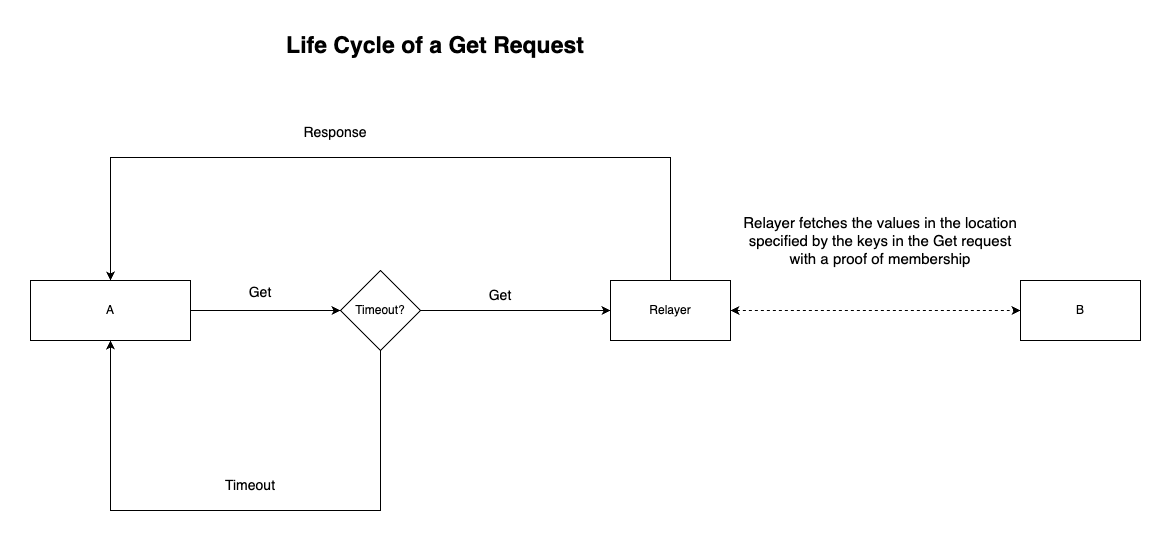 Life Cycle of a Get Request
Response
Relayer fetches the values in the location
specified by the keys in the Get request
with a proof of membership
Get
Get
A
Timeout?
Relayer
B
Timeout